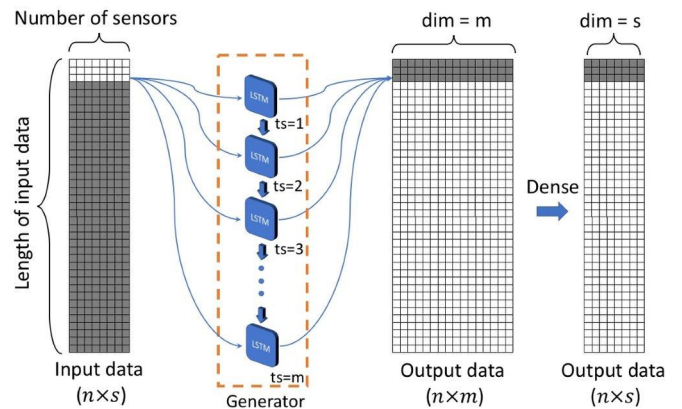 Number of sensors
dim = m
dim = s
Length of input data
LSTM
ts=1
LSTM
ts=2
LSTM
ts=3
LSTM
ts=m
Dense
Input data
(n×s)
Generator
Output data
(n×m)
Output data
(n×s)